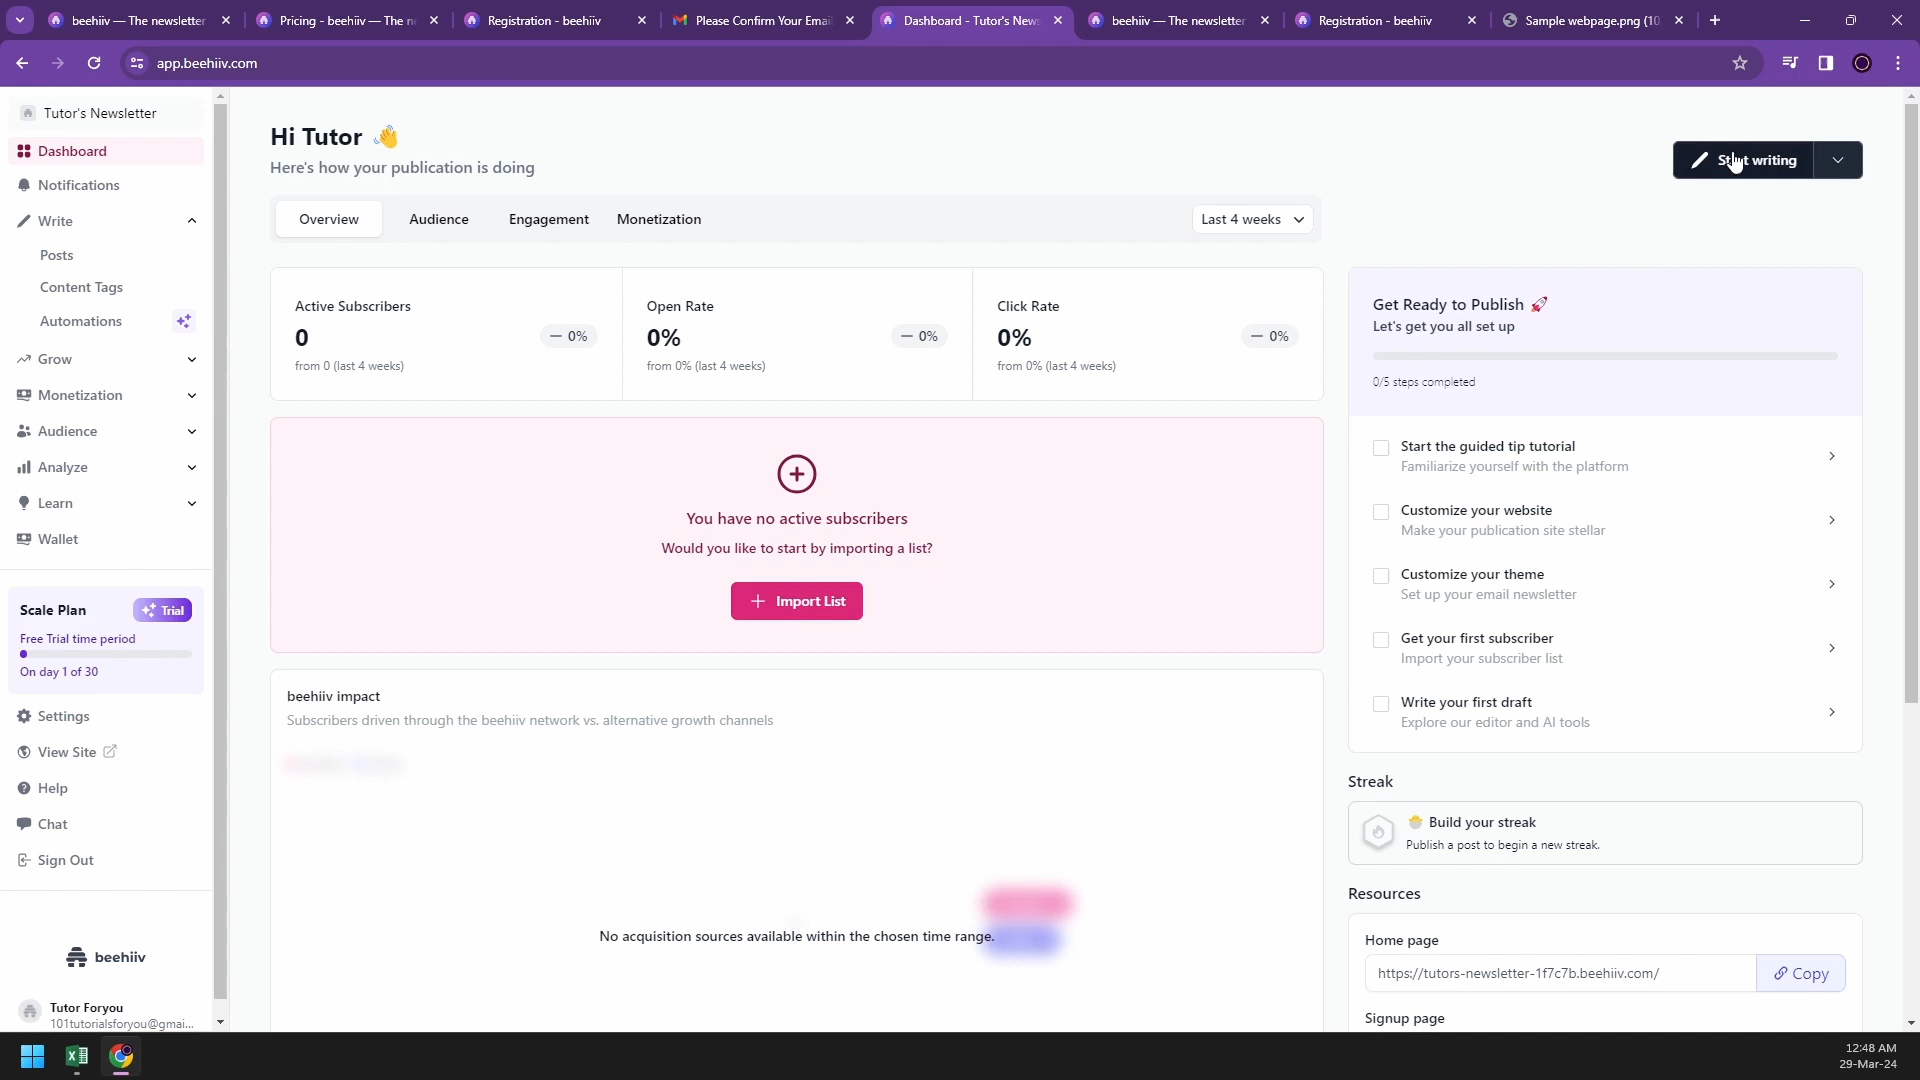 beehiiv — The newsletter
Pricing - beehiiv — The ne
Registration - beehiiv
Please Confirm Your Email
Dashboard - Tutor's News
beehiiv — The newsletter
Registration - beehiiv
Sample webpage.png (10
app.beehiiv.com
Tutor's Newsletter
Dashboard
Notifications
Write
Posts
Content Tags
Automations
Grow
Monetization
Audience
Analyze
Learn
Wallet
Scale Plan
Trial
Free Trial time period
On day 1 of 30
Settings
View Site
Help
Chat
Sign Out
beehiiv
Tutor Foryou
101tutorialsforyou@gmai...
Hi Tutor 👋
Here's how your publication is doing
Start writing
Overview
Audience
Engagement
Monetization
Last 4 weeks
Active Subscribers
0
— 0%
from 0 (last 4 weeks)
Open Rate
0%
— 0%
from 0% (last 4 weeks)
Click Rate
0%
— 0%
from 0% (last 4 weeks)
You have no active subscribers
Would you like to start by importing a list?
+ Import List
beehiiv impact
Subscribers driven through the beehiiv network vs. alternative growth channels
No acquisition sources available within the chosen time range.
Get Ready to Publish 🚀
Let's get you all set up
0/5 steps completed
Start the guided tip tutorial
Familiarize yourself with the platform
Customize your website
Make your publication site stellar
Customize your theme
Set up your email newsletter
Get your first subscriber
Import your subscriber list
Write your first draft
Explore our editor and AI tools
Streak
🐣 Build your streak
Publish a post to begin a new streak.
Resources
Home page
https://tutors-newsletter-1f7c7b.beehiiv.com/
Copy
Signup page
12:48 AM
29-Mar-24